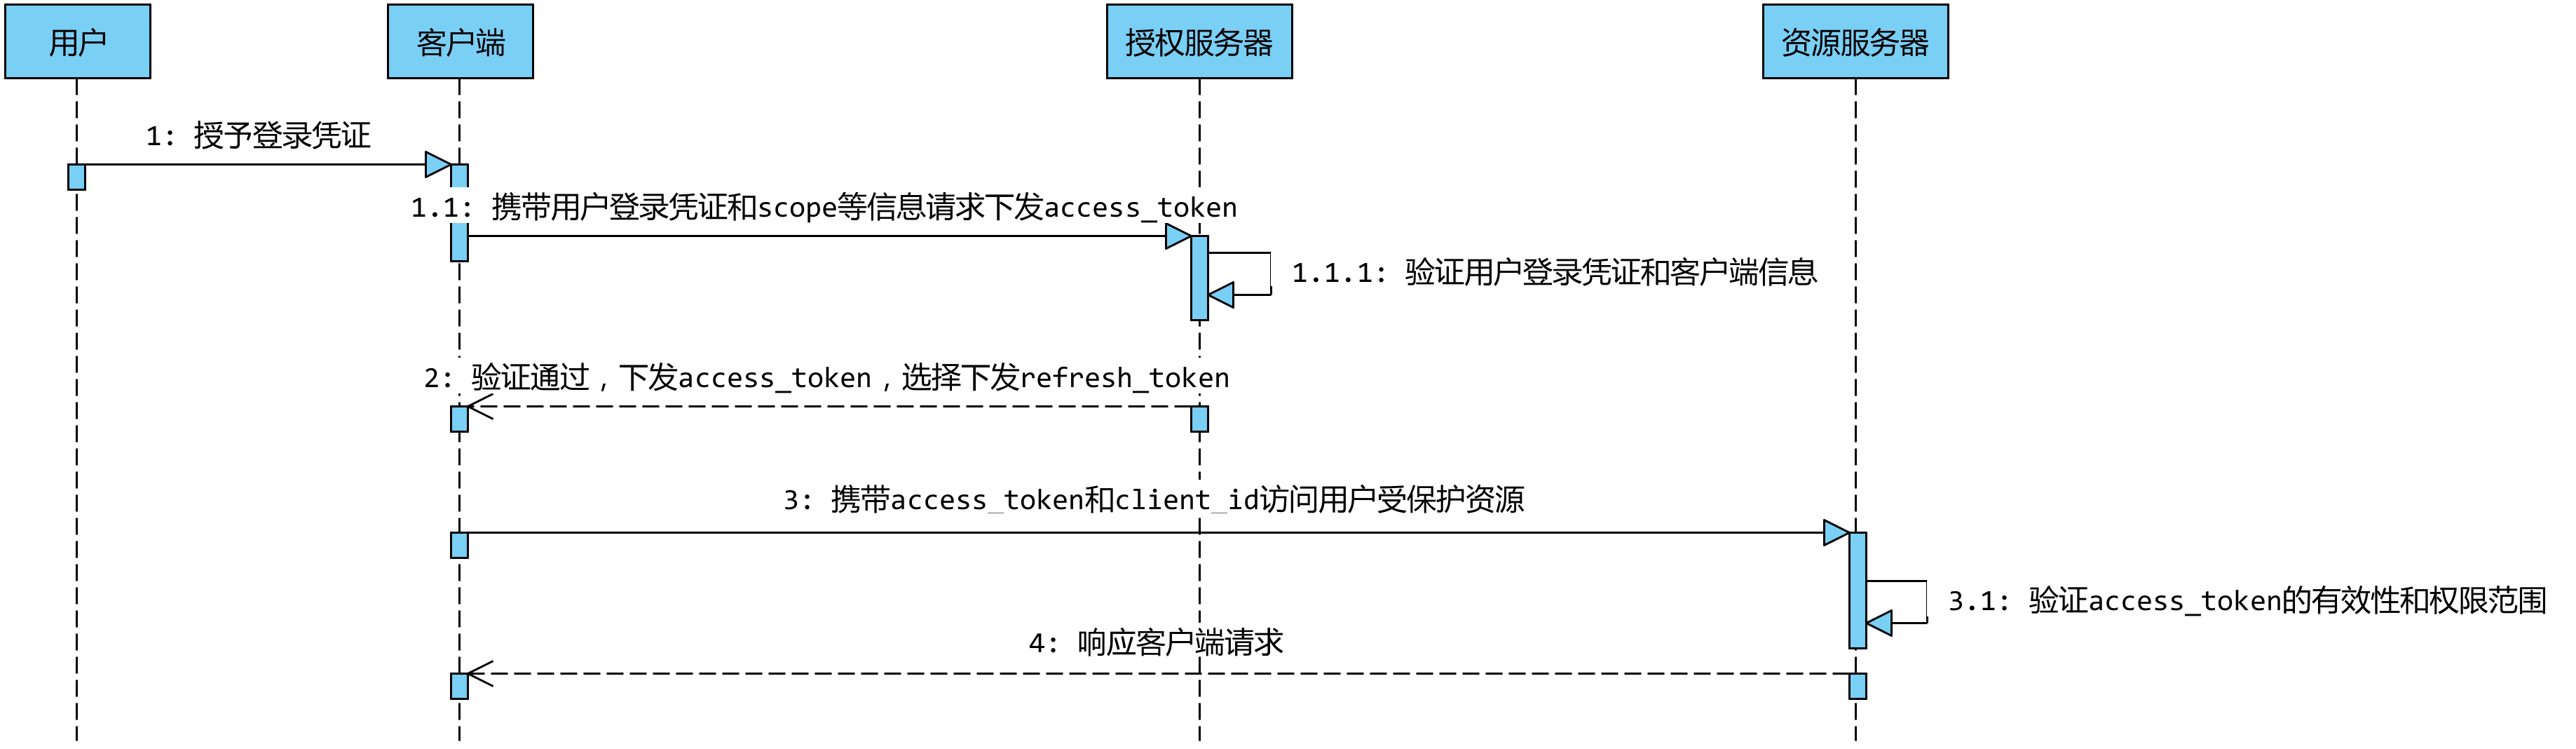 用户
客户端
授权服务器
资源服务器
1: 授予登录凭证
1.1: 携带用户登录凭证和scope等信息请求下发access_token
1.1.1: 验证用户登录凭证和客户端信息
2: 验证通过，下发access_token，选择下发refresh_token
3: 携带access_token和client_id访问用户受保护资源
3.1: 验证access_token的有效性和权限范围
4: 响应客户端请求